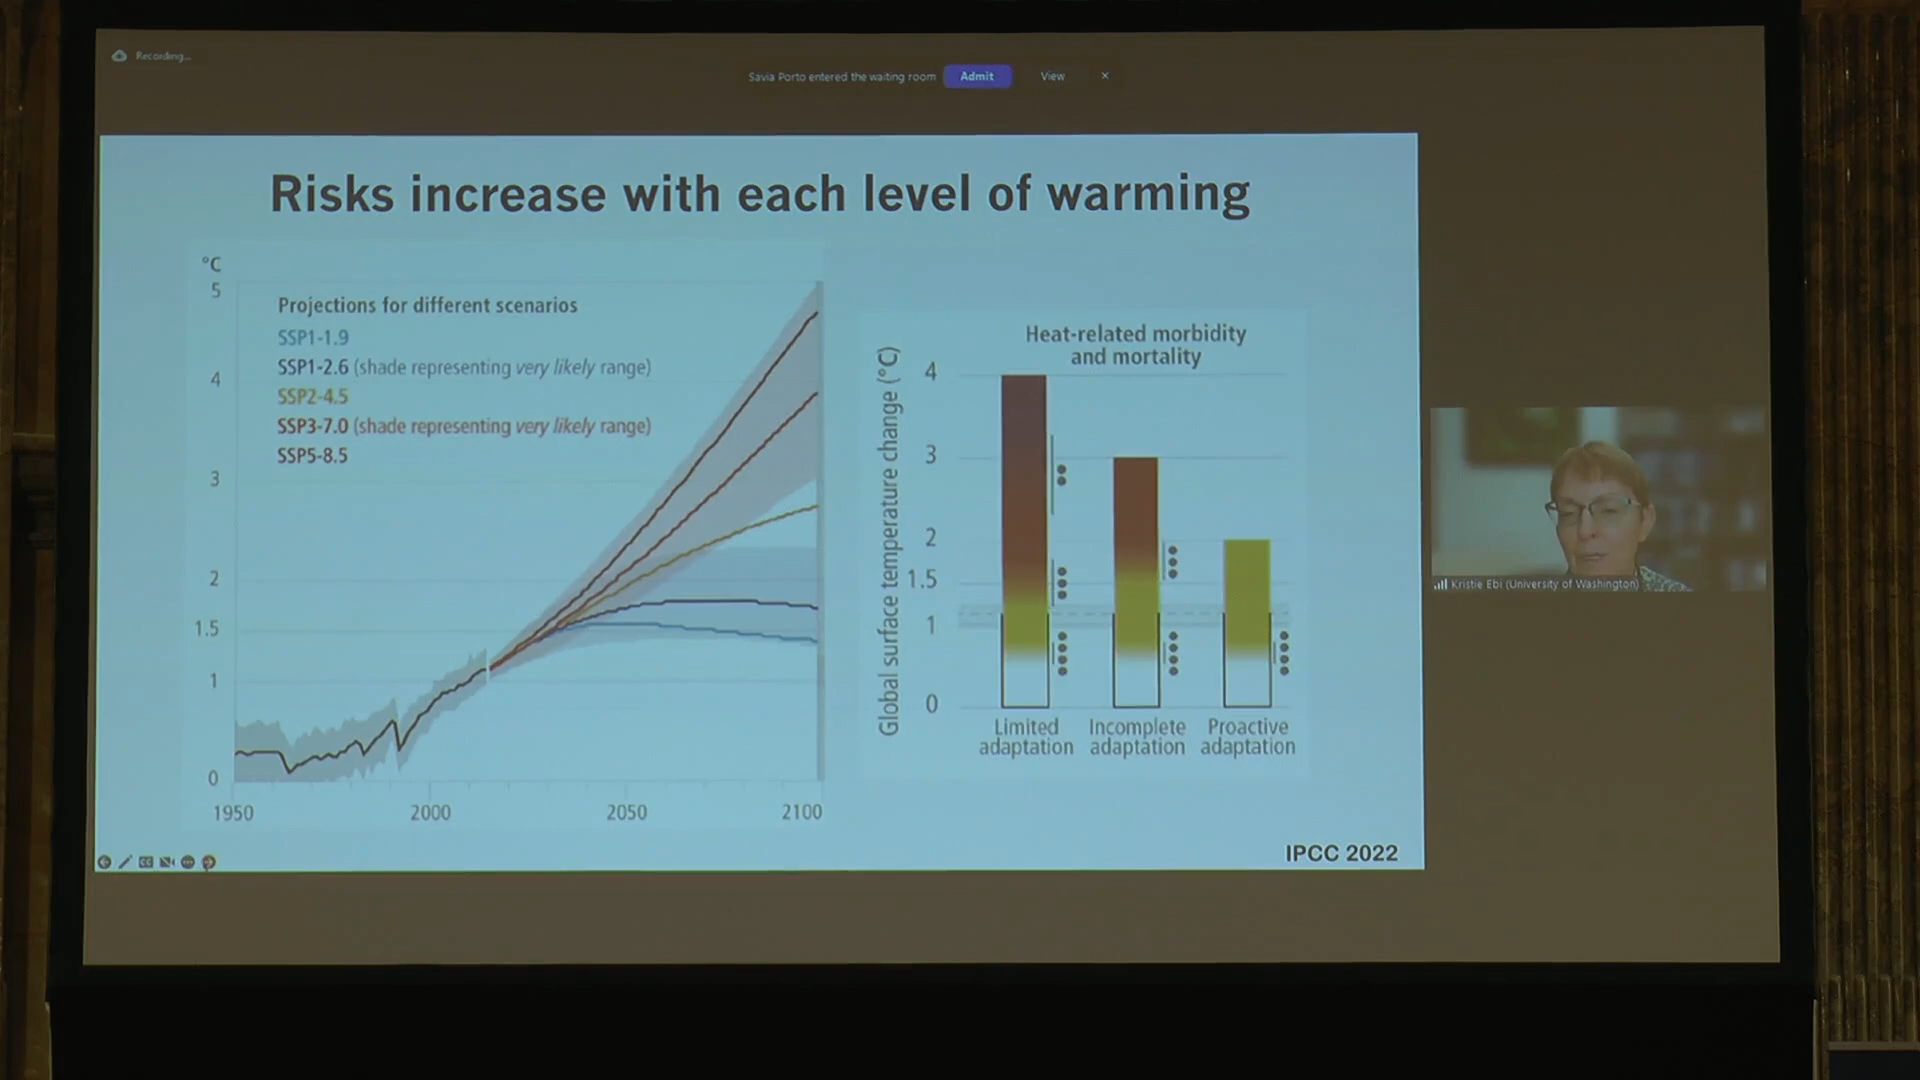 Recording...
Savia Porto entered the waiting room Admit View ×
Risks increase with each level of warming
°C
5
4
3
2
1.5
1
0
Projections for different scenarios
SSP1-1.9
SSP1-2.6 (shade representing very likely range)
SSP2-4.5
SSP3-7.0 (shade representing very likely range)
SSP5-8.5
1950 2000 2050 2100
Heat-related morbidity
and mortality
Global surface temperature change (°C)
4
3
2
1.5
1
0
Limited
adaptation
Incomplete
adaptation
Proactive
adaptation
IPCC 2022
Kristie Ebi (University of Washington)